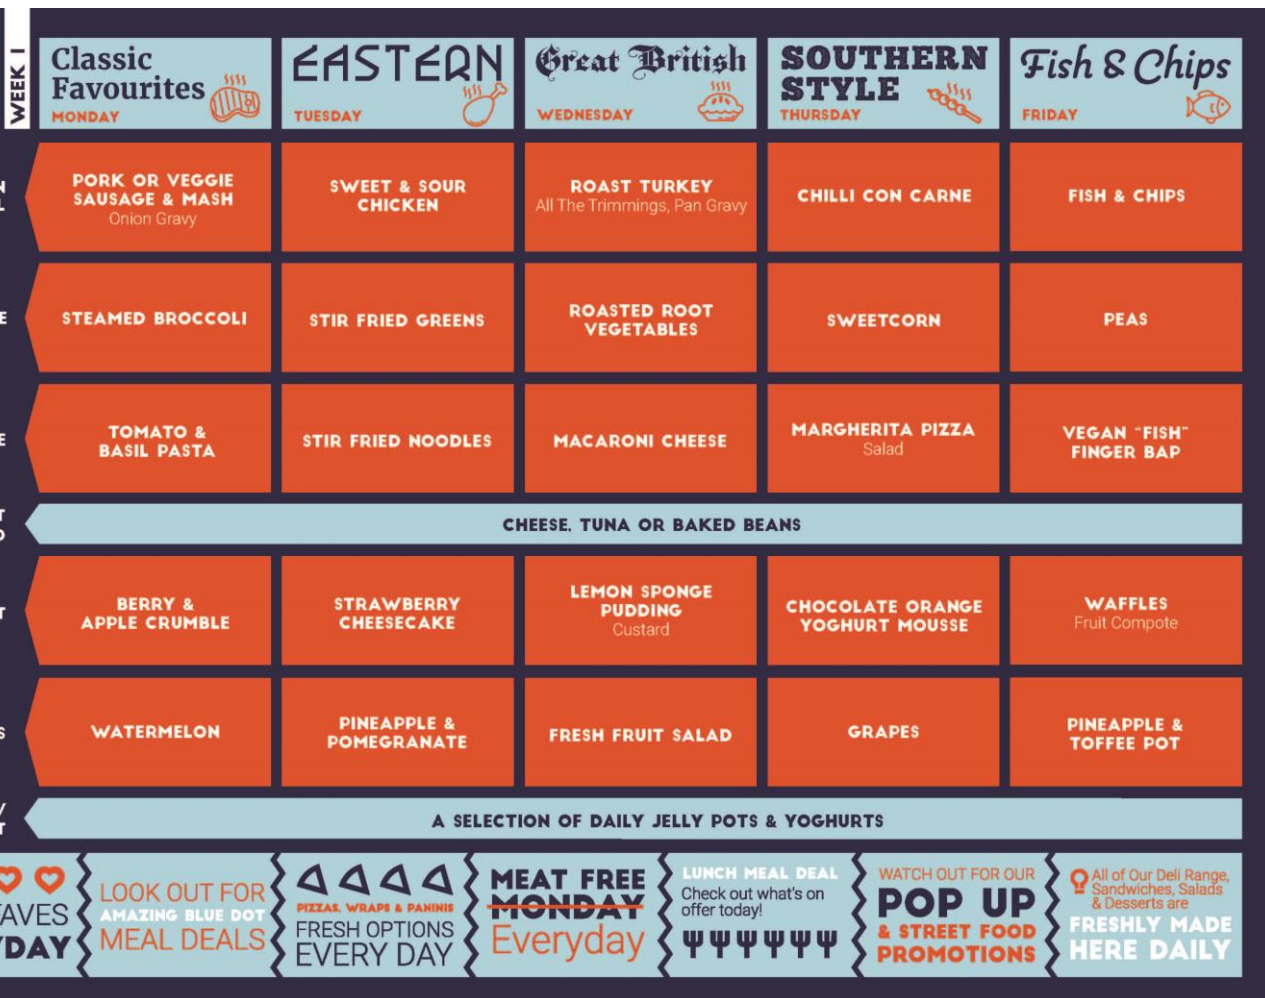 WEEK 1
Classic
Favourites
MONDAY
EASTERN
TUESDAY
Great British
WEDNESDAY
SOUTHERN
STYLE
THURSDAY
Fish & Chips
FRIDAY
PORK OR VEGGIE
SAUSAGE & MASH
Onion Gravy
SWEET & SOUR
CHICKEN
ROAST TURKEY
All The Trimmings, Pan Gravy
CHILLI CON CARNE
FISH & CHIPS
STEAMED BROCCOLI
STIR FRIED GREENS
ROASTED ROOT
VEGETABLES
SWEETCORN
PEAS
TOMATO &
BASIL PASTA
STIR FRIED NOODLES
MACARONI CHEESE
MARGHERITA PIZZA
Salad
VEGAN "FISH"
FINGER BAP
CHEESE, TUNA OR BAKED BEANS
BERRY &
APPLE CRUMBLE
STRAWBERRY
CHEESECAKE
LEMON SPONGE
PUDDING
Custard
CHOCOLATE ORANGE
YOGHURT MOUSSE
WAFFLES
Fruit Compote
WATERMELON
PINEAPPLE &
POMEGRANATE
FRESH FRUIT SALAD
GRAPES
PINEAPPLE &
TOFFEE POT
A SELECTION OF DAILY JELLY POTS & YOGHURTS
LOOK OUT FOR
AMAZING BLUE DOT
MEAL DEALS
PIZZAS, WRAPS & PANINIS
FRESH OPTIONS
EVERY DAY
MEAT FREE
MONDAY
Everyday
LUNCH MEAL DEAL
Check out what's on
offer today!
WATCH OUT FOR OUR
POP UP
& STREET FOOD
PROMOTIONS
All of Our Deli Range,
Sandwiches, Salads
& Desserts are
FRESHLY MADE
HERE DAILY